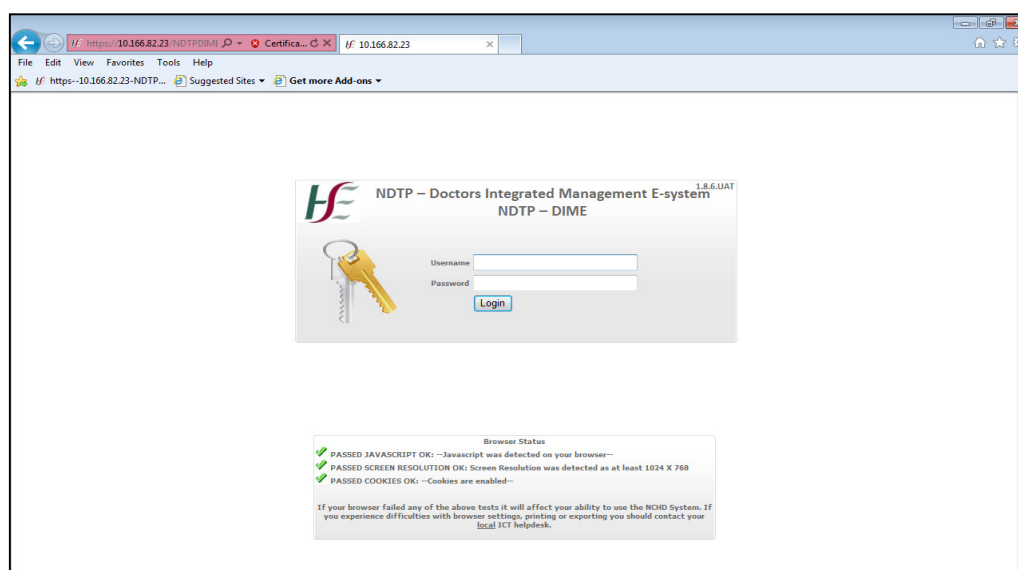 https://10.166.82.23/NDTPDIMI
Certifica...
10.166.82.23
File Edit View Favorites Tools Help
https--10.166.82.23-NDTP... Suggested Sites Get more Add-ons
HE
1.8.6.UAT
NDTP – Doctors Integrated Management E-system
NDTP – DIME
Username
Password
Login
Browser Status
PASSED JAVASCRIPT OK: --Javascript was detected on your browser--
PASSED SCREEN RESOLUTION OK: Screen Resolution was detected as at least 1024 X 768
PASSED COOKIES OK: --Cookies are enabled--
If your browser failed any of the above tests it will affect your ability to use the NCHD System. If
you experience difficulties with browser settings, printing or exporting you should contact your
local ICT helpdesk.